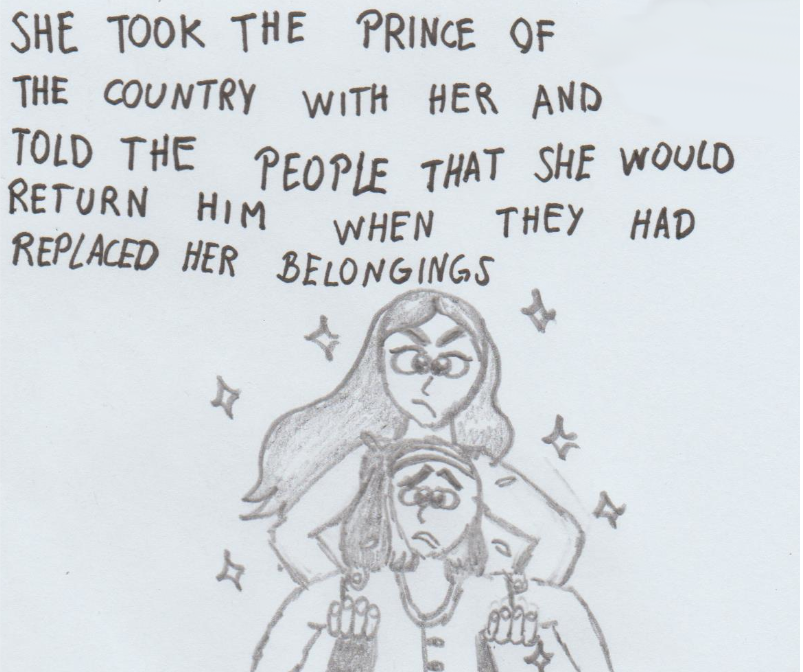 SHE TOOK THE PRINCE OF
THE COUNTRY WITH HER AND
TOLD THE PEOPLE THAT SHE WOULD
RETURN HIM WHEN THEY HAD
REPLACED HER BELONGINGS